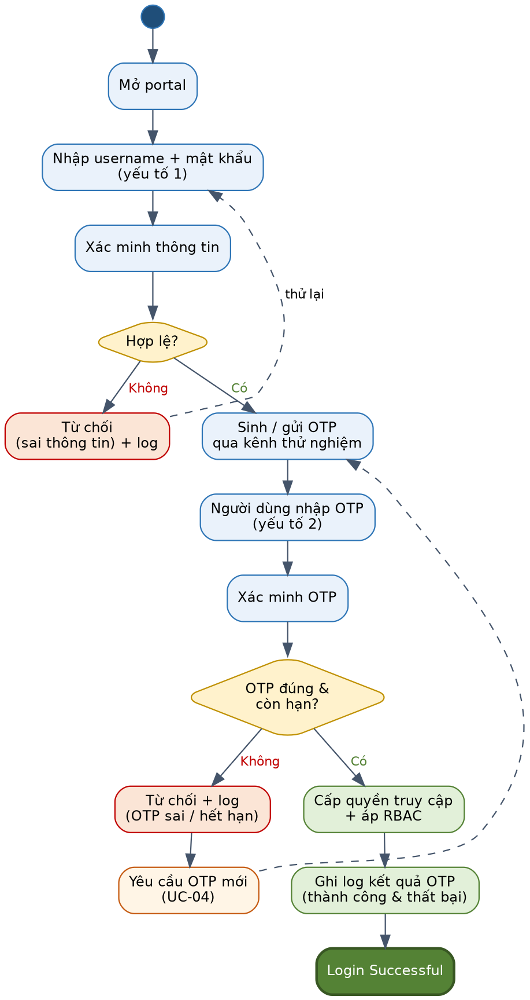 Mở portal
Nhập username + mật khẩu
(yếu tố 1)
Xác minh thông tin
thử lại
Hợp lệ?
Không
Có
Từ chối
(sai thông tin) + log
Sinh / gửi OTP
qua kênh thử nghiệm
Người dùng nhập OTP
(yếu tố 2)
Xác minh OTP
OTP đúng &
còn hạn?
Không
Có
Từ chối + log
(OTP sai / hết hạn)
Cấp quyền truy cập
+ áp RBAC
Yêu cầu OTP mới
(UC-04)
Ghi log kết quả OTP
(thành công & thất bại)
Login Successful